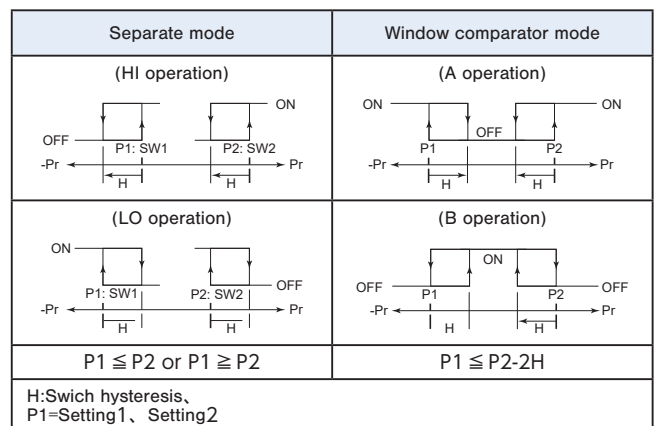 Separate mode
Window comparator mode
(HI operation)
ON
OFF
P1: SW1
P2: SW2
-Pr
Pr
H
H
(A operation)
ON
ON
OFF
P1
P2
-Pr
Pr
H
H
(LO operation)
ON
P1: SW1
P2: SW2
OFF
-Pr
Pr
H
H
(B operation)
ON
OFF
P1
P2
OFF
-Pr
Pr
H
H
P1 ≦ P2 or P1 ≧ P2
P1 ≦ P2-2H
H:Swich hysteresis、
P1=Setting1、Setting2